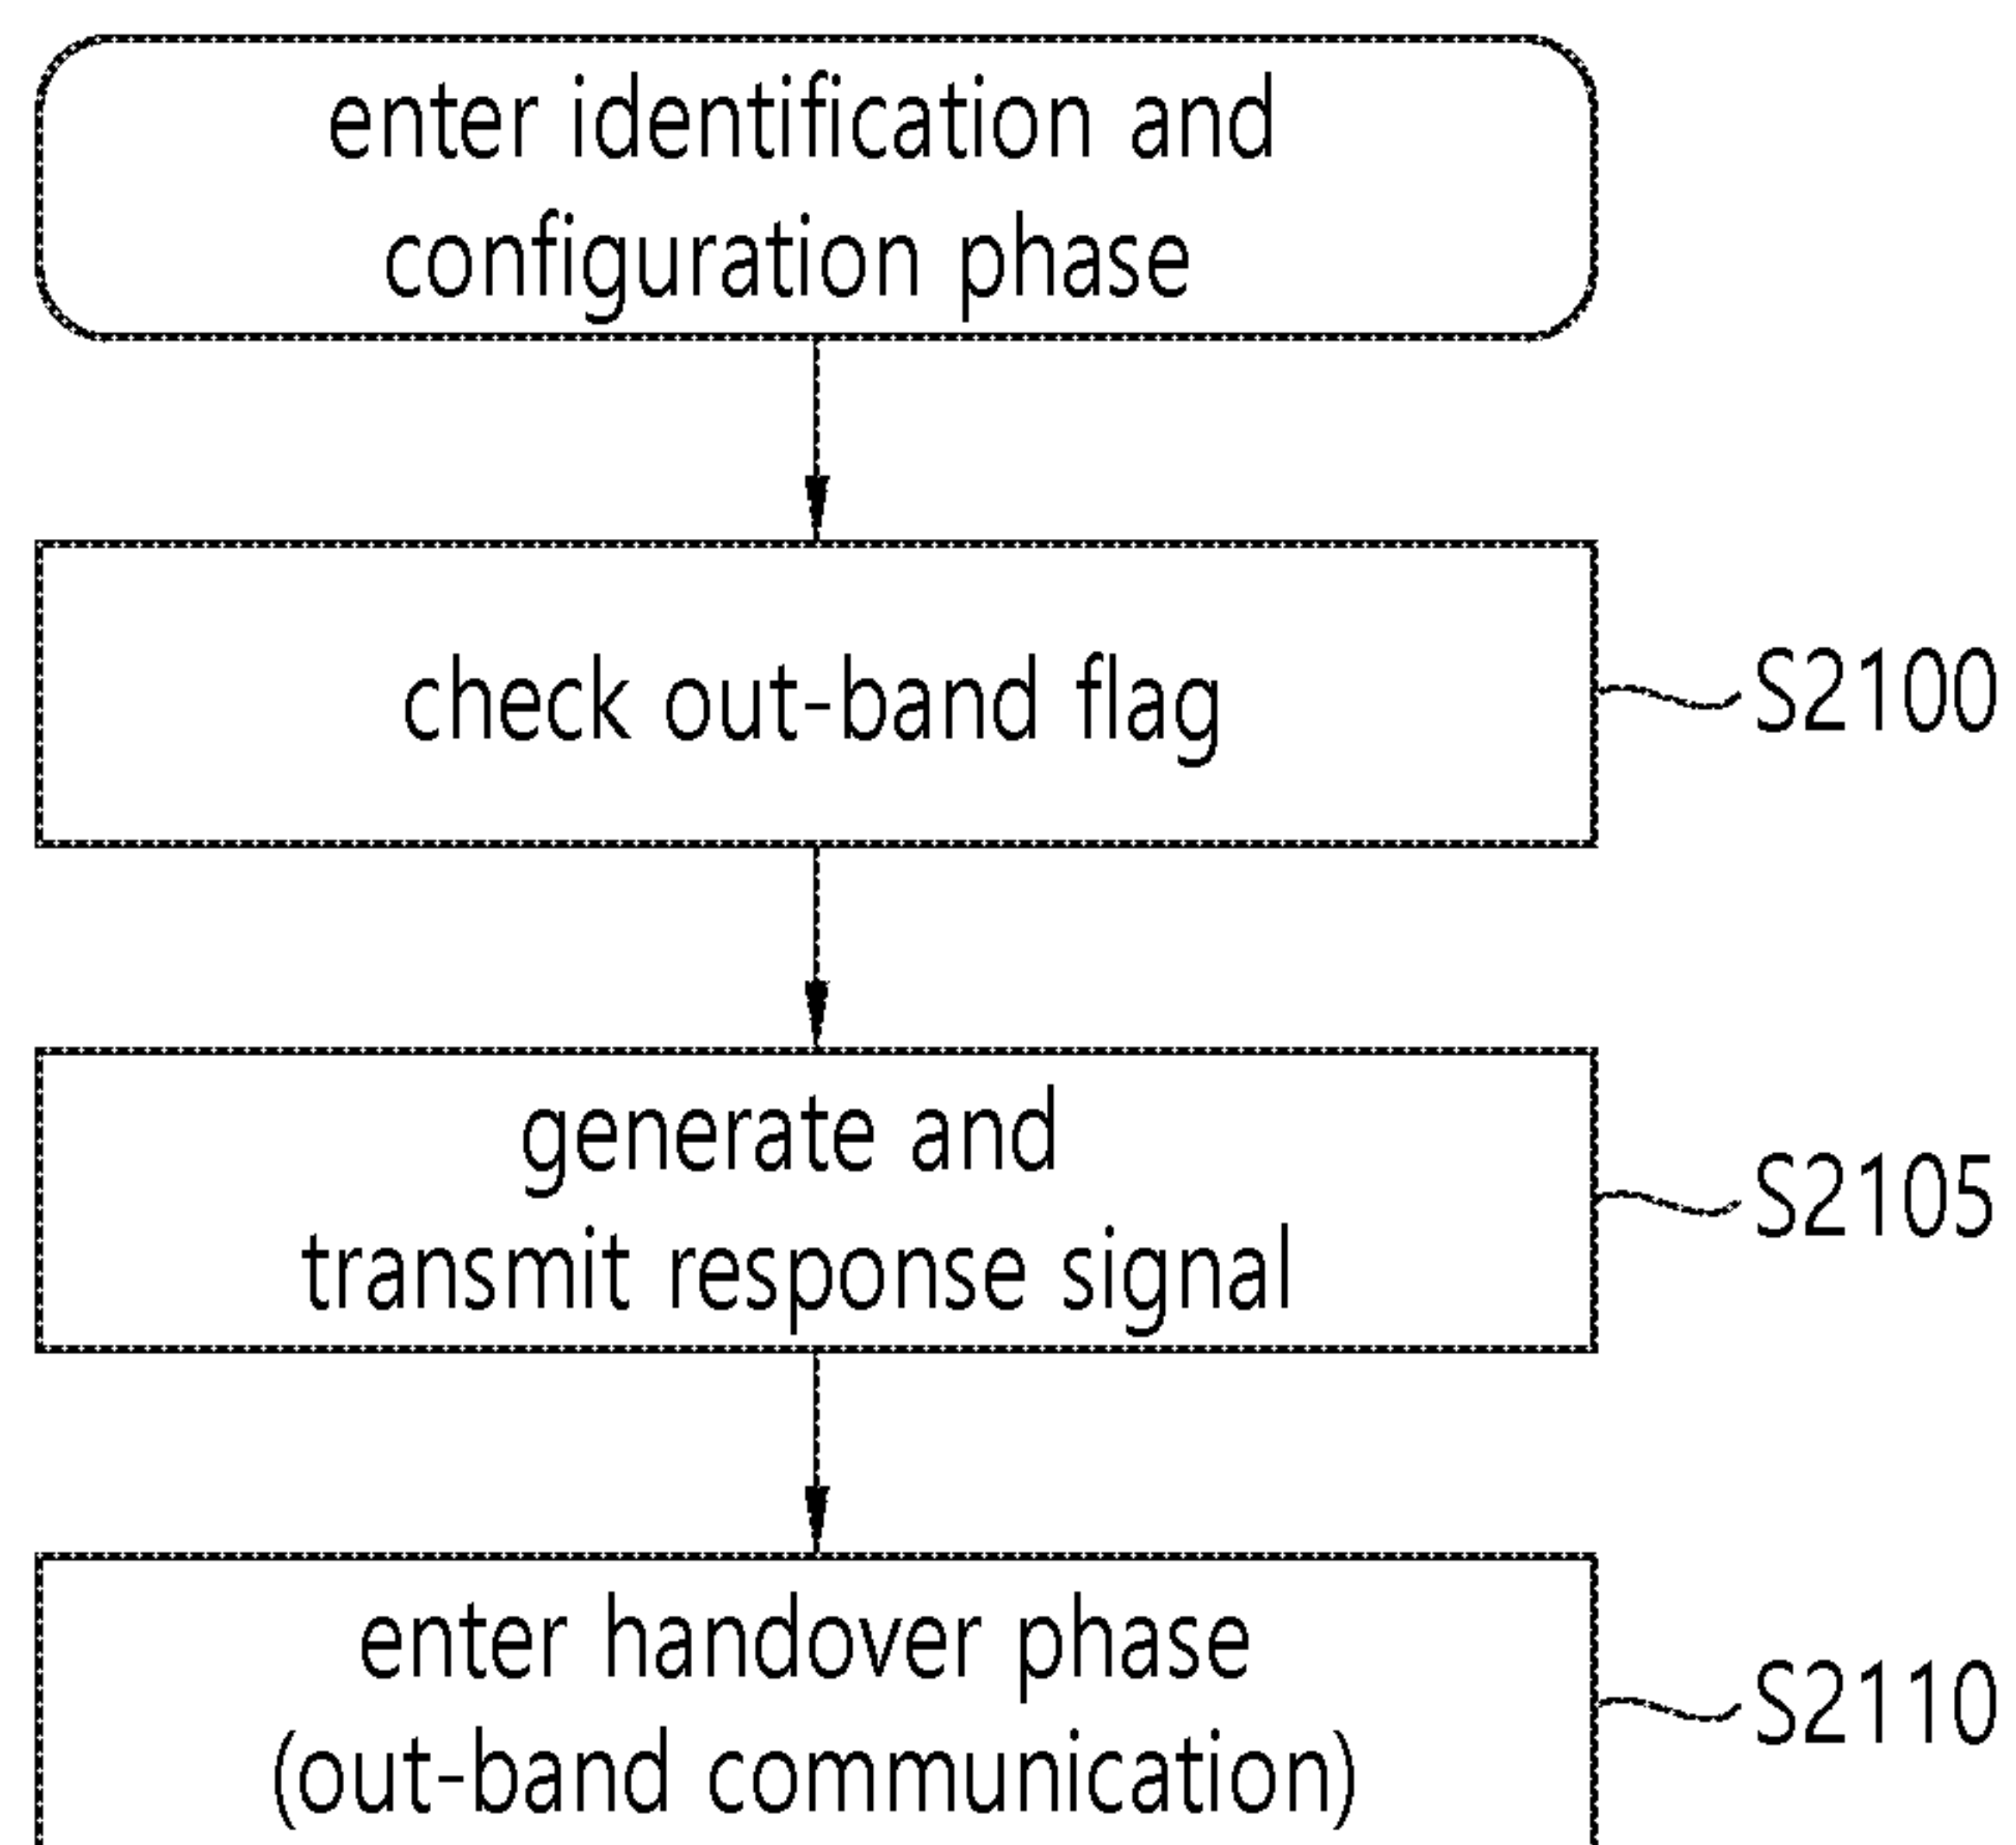 enter identification and
configuration phase
check out-band flag
S2100
generate and
transmit response signal
S2105
enter handover phase
(out-band communication)
S2110